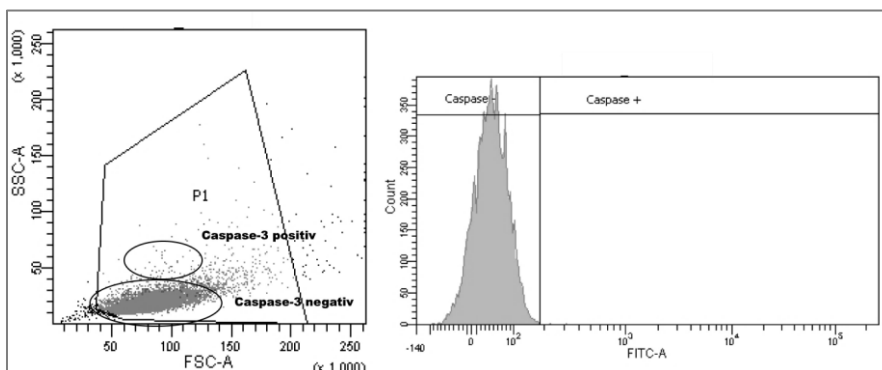 (x 1,000)
SSC-A
250
200
150
100
50
P1
Caspase-3 positiv
Caspase-3 negativ
50 100 150 200 250
FSC-A
(x 1,000)
Caspase -
Caspase +
Count
350
300
250
200
150
100
50
0
-140 0 10² 10³ 10⁴ 10⁵
FITC-A